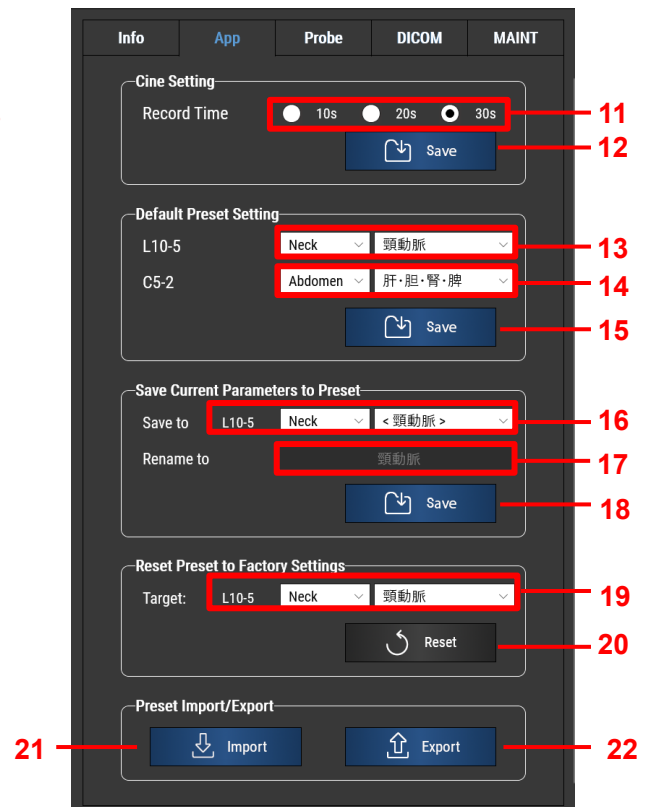 Info App Probe DICOM MAINT
Cine Setting
Record Time 10s 20s 30s 11
Save 12
Default Preset Setting
L10-5 Neck 頸動脈 13
C5-2 Abdomen 肝・胆・腎・脾 14
Save 15
Save Current Parameters to Preset
Save to L10-5 Neck < 頸動脈 > 16
Rename to 頸動脈 17
Save 18
Reset Preset to Factory Settings
Target: L10-5 Neck 頸動脈 19
Reset 20
Preset Import/Export
21 Import Export 22